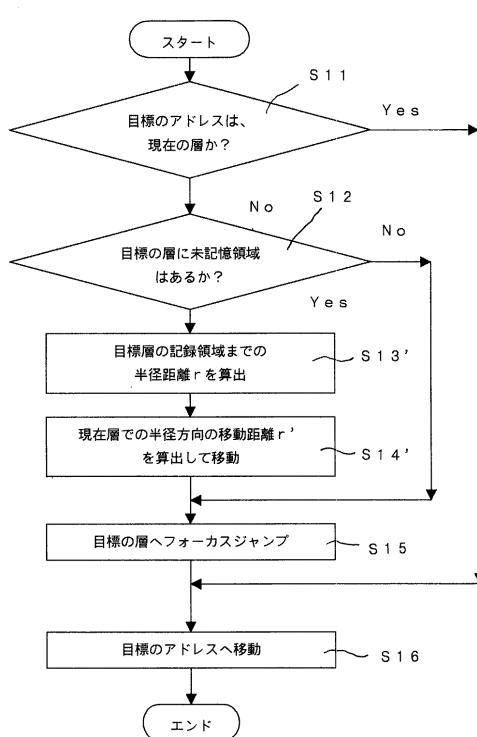 スタート
S11
目標のアドレスは、
現在の層か?
Yes
No
S12
目標の層に未記憶領域
はあるか?
No
Yes
目標層の記録領域までの
半径距離rを算出
S13'
現在層での半径方向の移動距離r'
を算出して移動
S14'
目標の層へフォーカスジャンプ
S15
目標のアドレスへ移動
S16
エンド